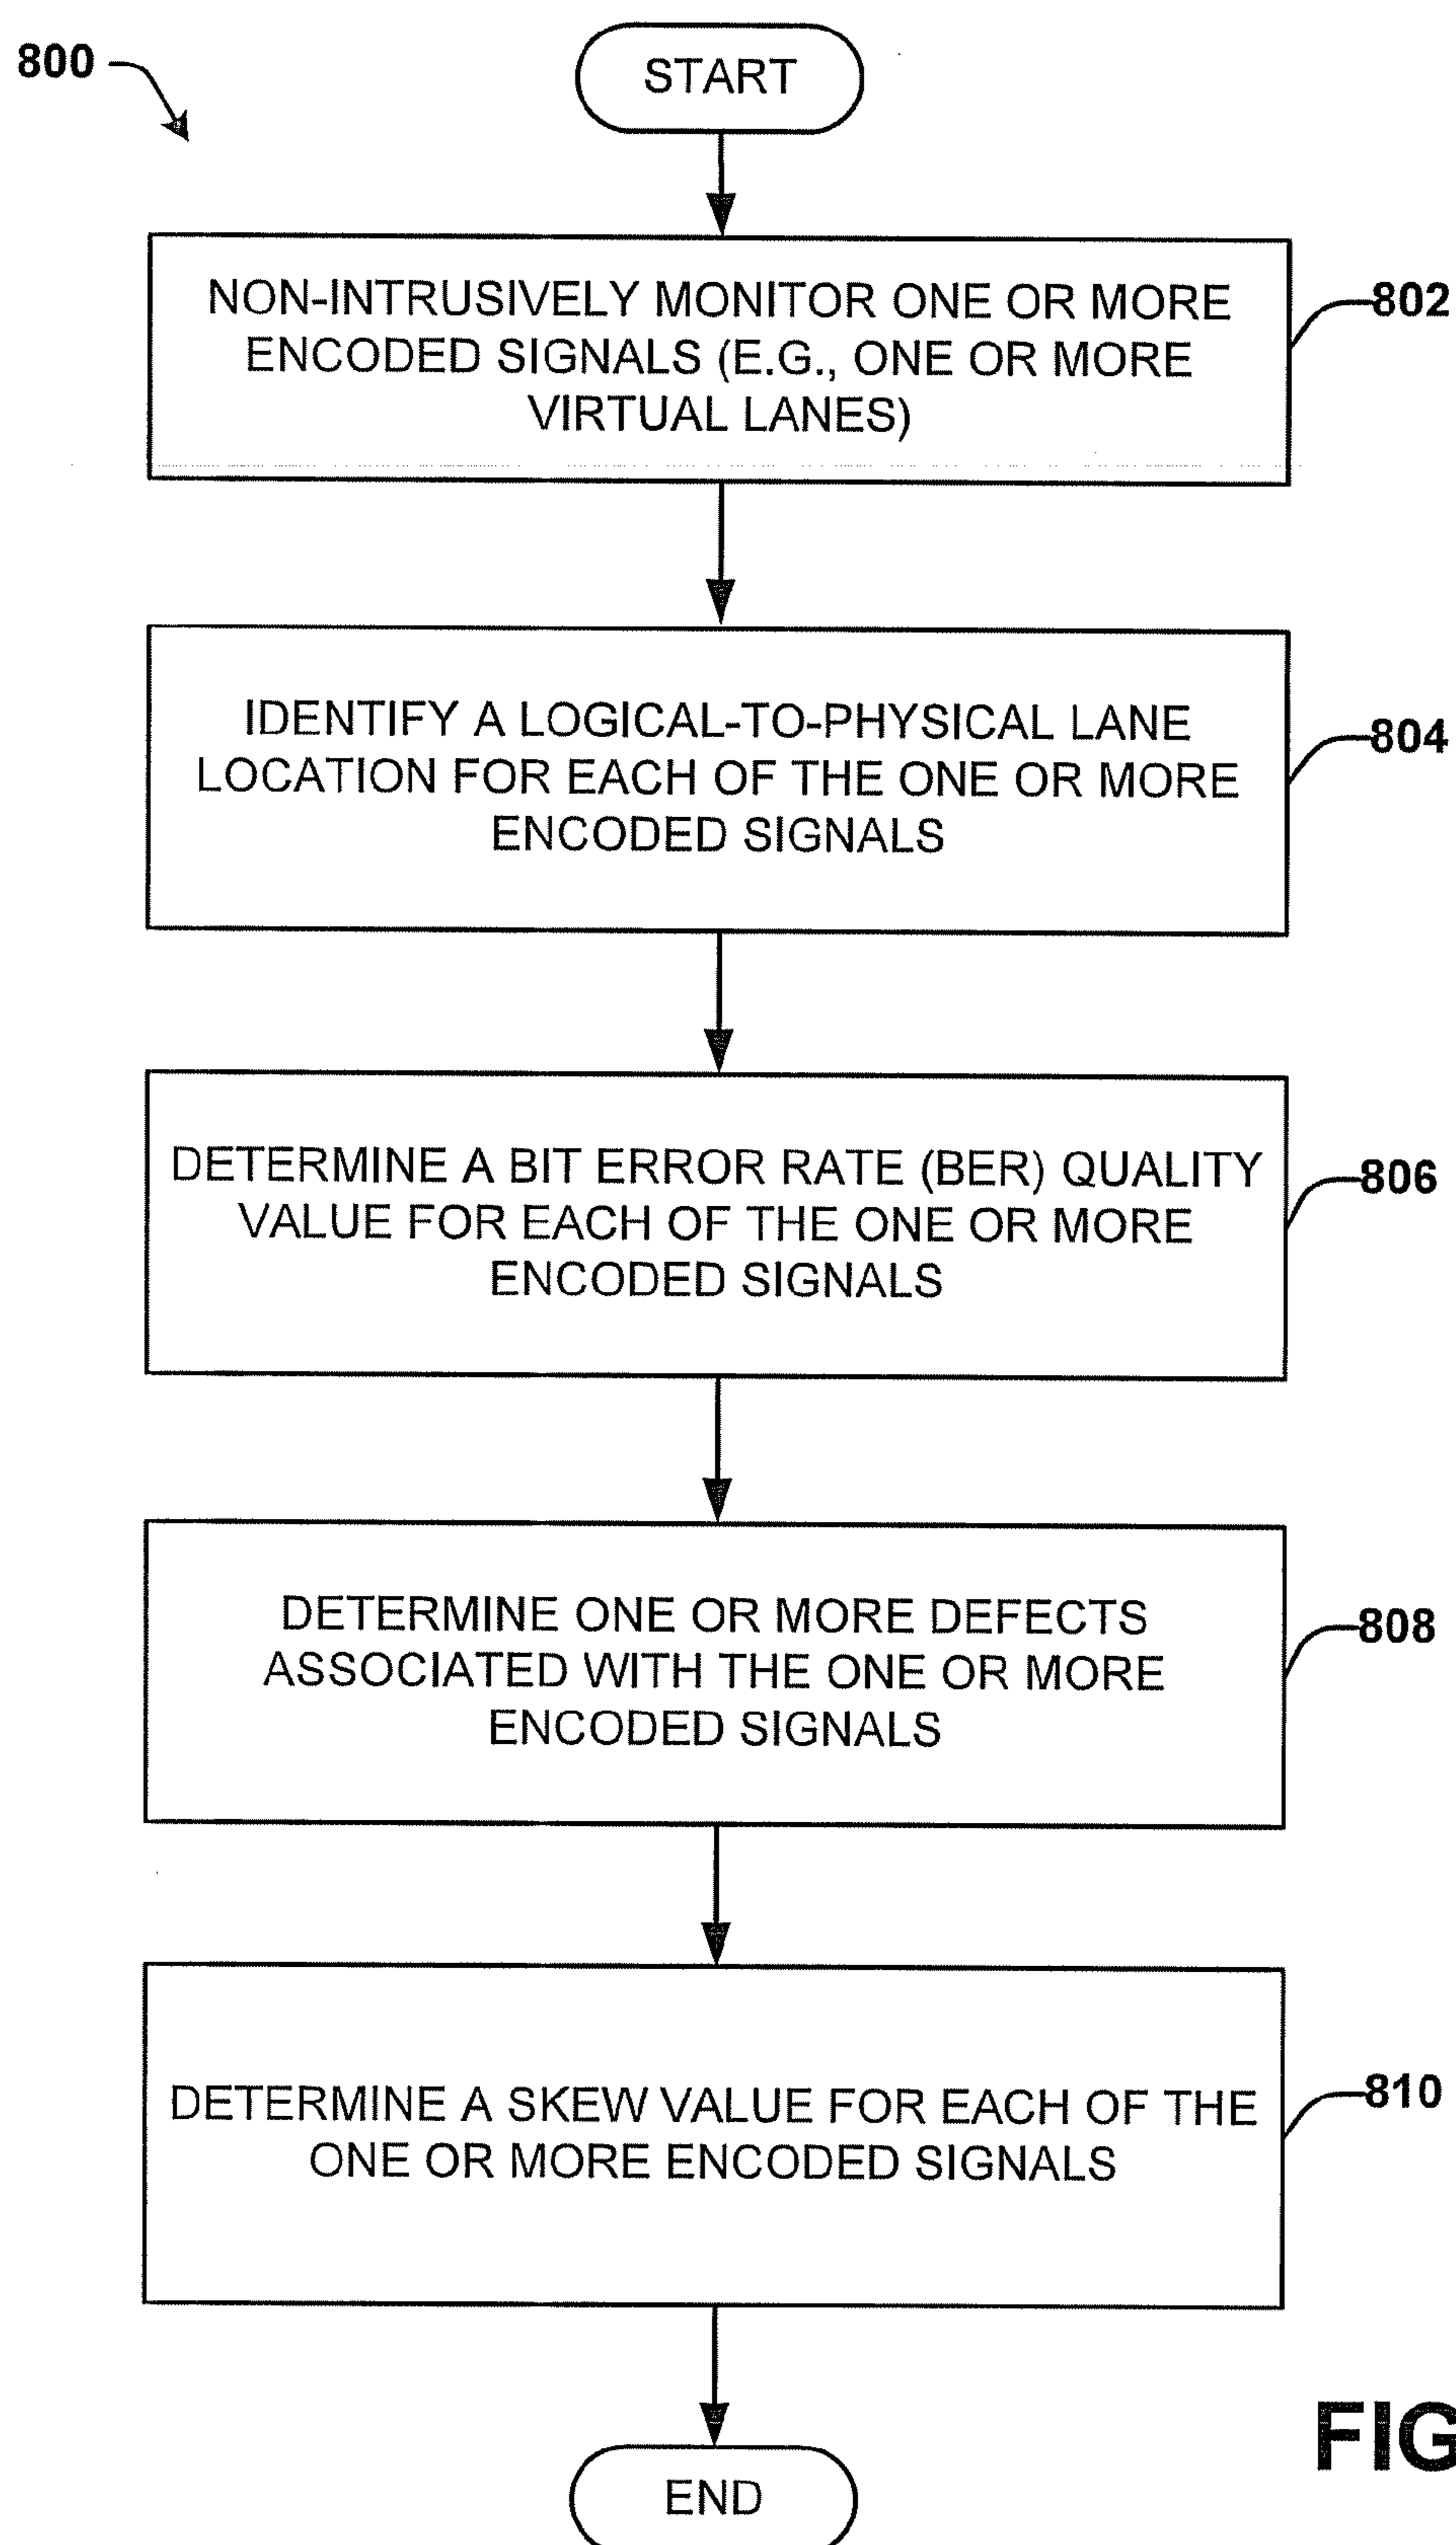 800
START
NON-INTRUSIVELY MONITOR ONE OR MORE
ENCODED SIGNALS (E.G., ONE OR MORE
VIRTUAL LANES)
802
IDENTIFY A LOGICAL-TO-PHYSICAL LANE
LOCATION FOR EACH OF THE ONE OR MORE
ENCODED SIGNALS
804
DETERMINE A BIT ERROR RATE (BER) QUALITY
VALUE FOR EACH OF THE ONE OR MORE
ENCODED SIGNALS
806
DETERMINE ONE OR MORE DEFECTS
ASSOCIATED WITH THE ONE OR MORE
ENCODED SIGNALS
808
DETERMINE A SKEW VALUE FOR EACH OF THE
ONE OR MORE ENCODED SIGNALS
810
END
FIG